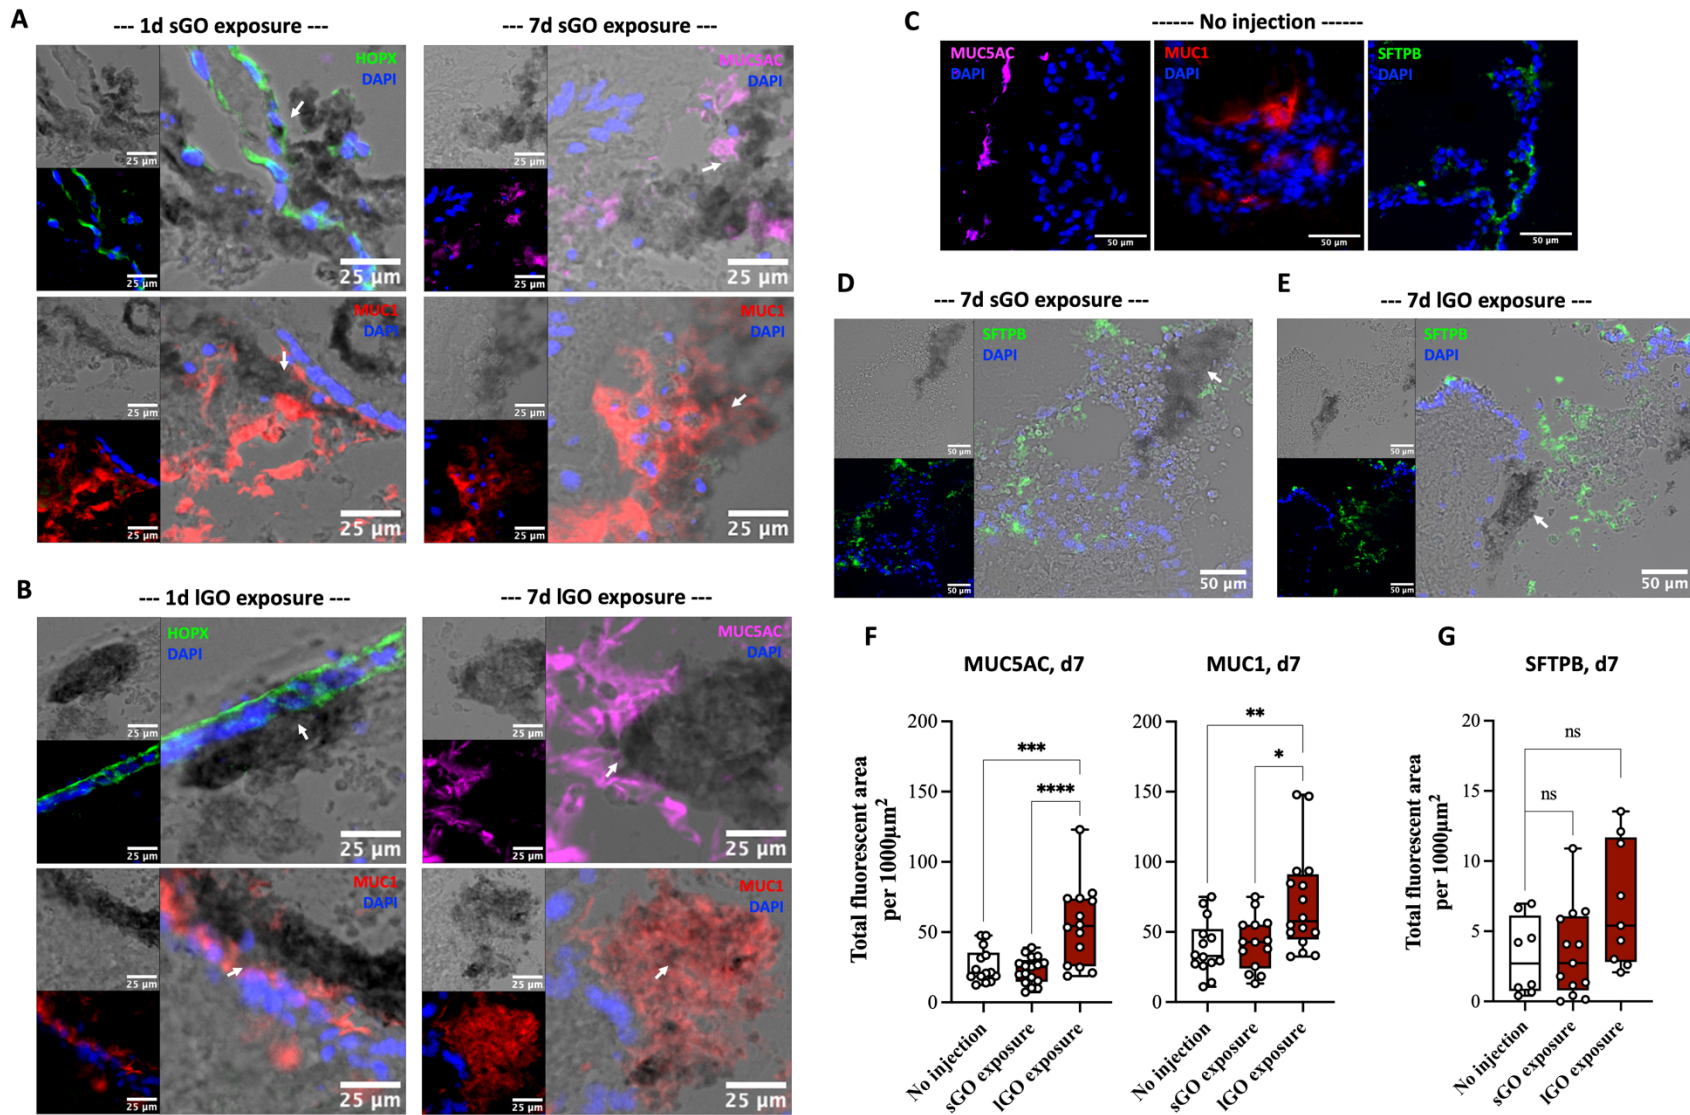 A
--- 1d sGO exposure ---
HOPX
DAPI
25 µm
25 µm
25 µm
--- 7d sGO exposure ---
MUC5AC
DAPI
25 µm
25 µm
25 µm
MUC1
DAPI
25 µm
25 µm
25 µm
MUC1
DAPI
25 µm
25 µm
25 µm
B
--- 1d lGO exposure ---
HOPX
DAPI
25 µm
25 µm
25 µm
--- 7d lGO exposure ---
MUC5AC
DAPI
25 µm
25 µm
25 µm
MUC1
DAPI
25 µm
25 µm
25 µm
MUC1
DAPI
25 µm
25 µm
25 µm
C
------ No injection ------
MUC5AC
DAPI
50 µm
MUC1
DAPI
50 µm
SFTPB
DAPI
50 µm
D
--- 7d sGO exposure ---
SFTPB
DAPI
50 µm
50 µm
50 µm
E
--- 7d lGO exposure ---
SFTPB
DAPI
50 µm
50 µm
50 µm
F
MUC5AC, d7
Total fluorescent area
per 1000µm²
200
150
100
50
0
***
****
No injection
sGO exposure
lGO exposure
MUC1, d7
200
150
100
50
0
**
*
No injection
sGO exposure
lGO exposure
G
SFTPB, d7
Total fluorescent area
per 1000µm²
20
15
10
5
0
ns
ns
No injection
sGO exposure
lGO exposure